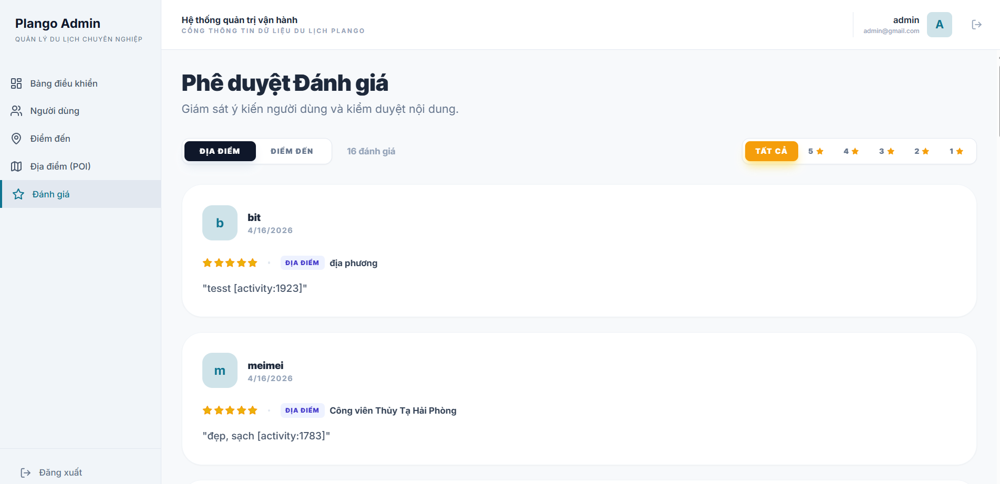 Plango Admin
QUẢN LÝ DU LỊCH CHUYÊN NGHIỆP
Bảng điều khiển
Người dùng
Điểm đến
Địa điểm (POI)
Đánh giá
Đăng xuất
Hệ thống quản trị vận hành
CỔNG THÔNG TIN DỮ LIỆU DU LỊCH PLANGO
admin
admin@gmail.com
A
Phê duyệt Đánh giá
Giám sát ý kiến người dùng và kiểm duyệt nội dung.
ĐỊA ĐIỂM ĐIỂM ĐẾN 16 đánh giá TẤT CẢ 5 4 3 2 1
b
bit
4/16/2026
ĐỊA ĐIỂM địa phương
"tesst [activity:1923]"
m
meimei
4/16/2026
ĐỊA ĐIỂM Công viên Thủy Tạ Hải Phòng
"đẹp, sạch [activity:1783]"